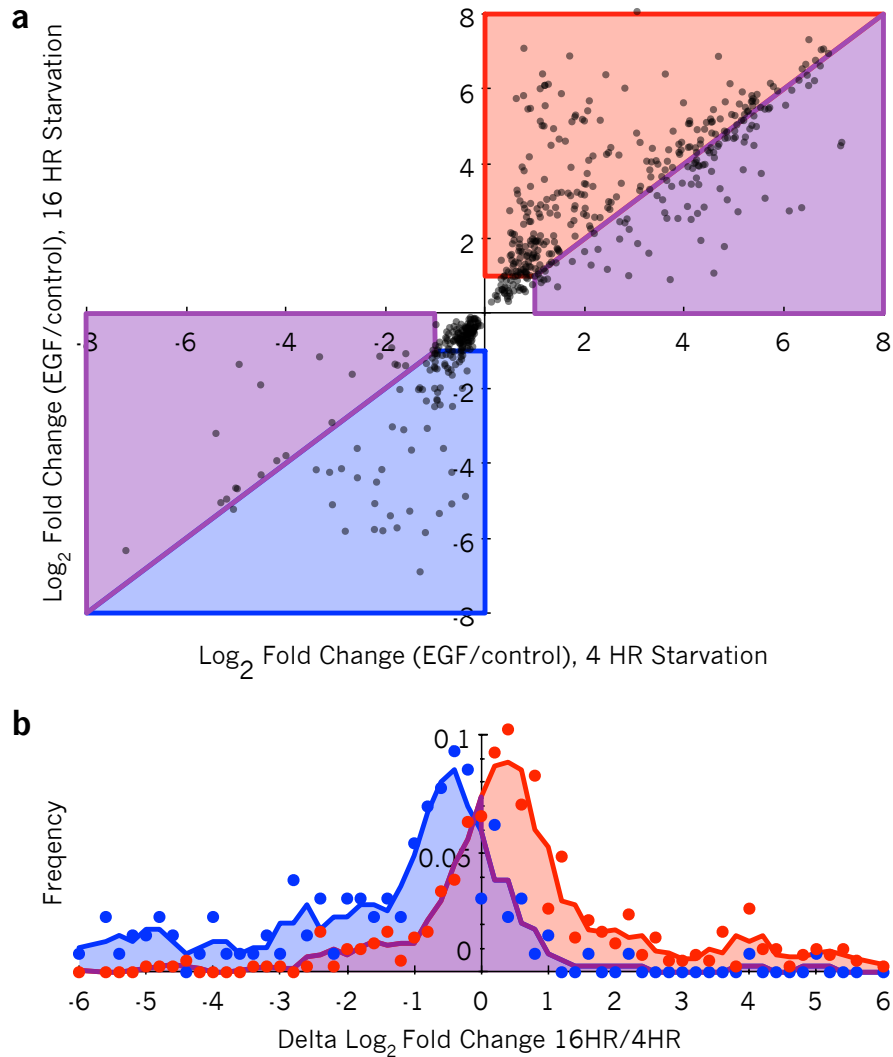 a
Log2 Fold Change (EGF/control), 16 HR Starvation
8
6
4
2
-8 -6 -4 -2 2 4 6 8
-2
-4
-6
-8
Log2 Fold Change (EGF/control), 4 HR Starvation
b
Freqency
0.1
0.05
0
-6 -5 -4 -3 -2 -1 0 1 2 3 4 5 6
Delta Log2 Fold Change 16HR/4HR